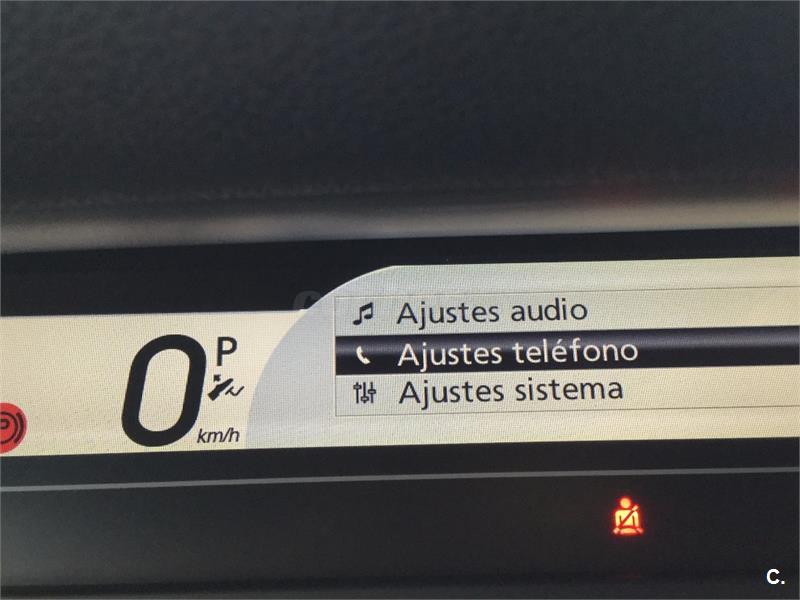 Ajustes audio
0 P
km/h
Ajustes teléfono
Ajustes sistema
P
C.